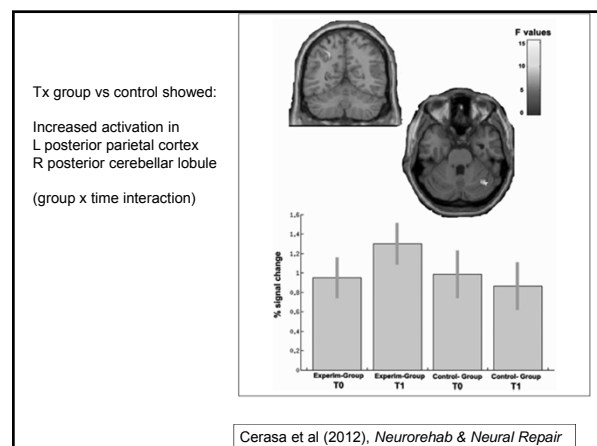 Tx group vs control showed:
Increased activation in
L posterior parietal cortex
R posterior cerebellar lobule
(group x time interaction)
F values
15
10
5
0
% signal change
1,6
1,4
1,2
1
0,8
0,6
0,4
0,2
0
Experim-Group Experim-Group Control- Group Control- Group
T0 T1 T0 T1
Cerasa et al (2012), Neurorehab & Neural Repair